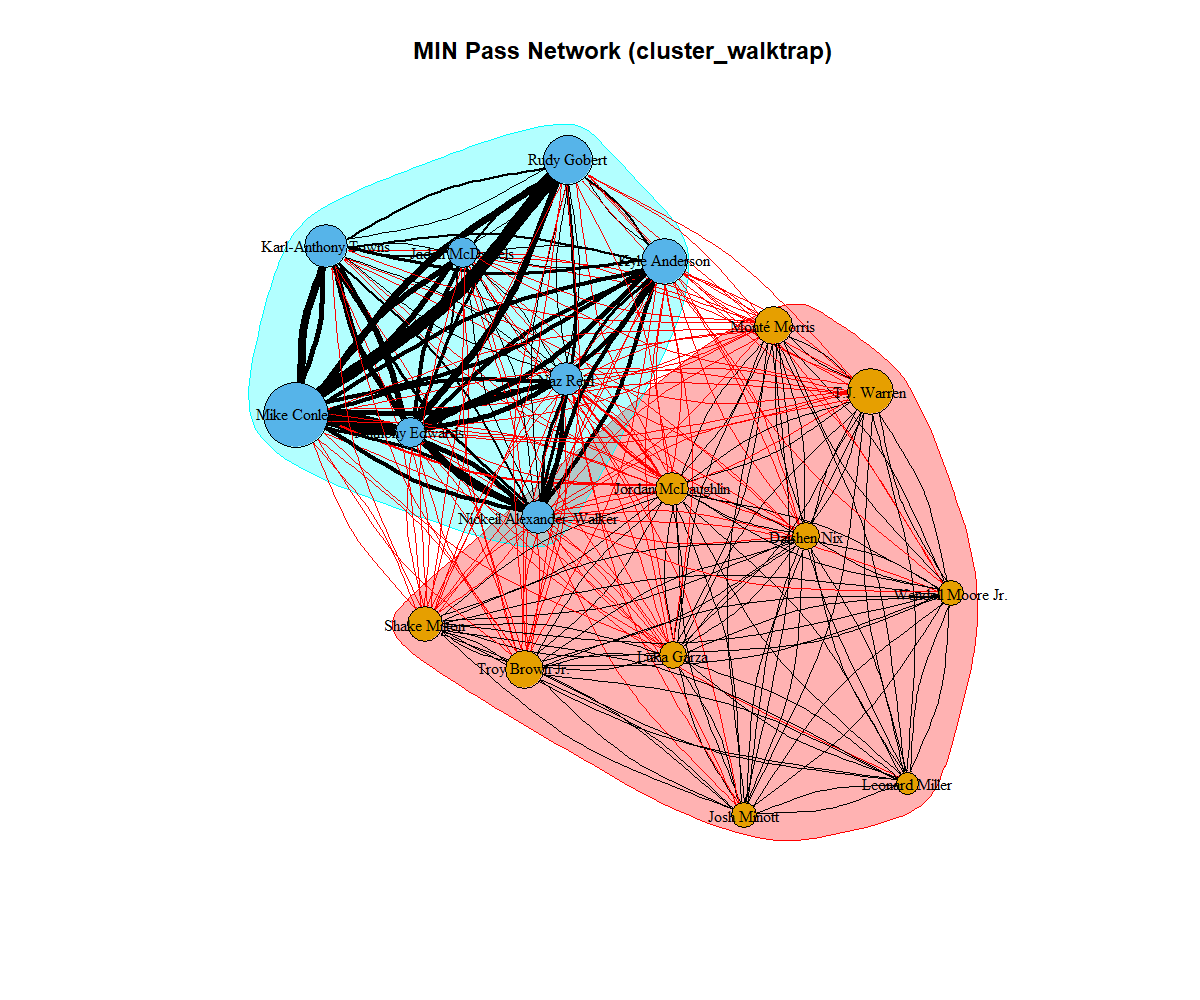 MIN Pass Network (cluster_walktrap)
Rudy Gobert
Karl-Anthony Towns
Jaden McDaniels
Kyle Anderson
Monté Morris
Naz Reid
T.J. Warren
Mike Conley
Anthony Edwards
Jordan McLaughlin
Nickeil Alexander-Walker
Daishen Nix
Wendell Moore Jr.
Shake Milton
Luka Garza
Troy Brown Jr.
Leonard Miller
Josh Minott